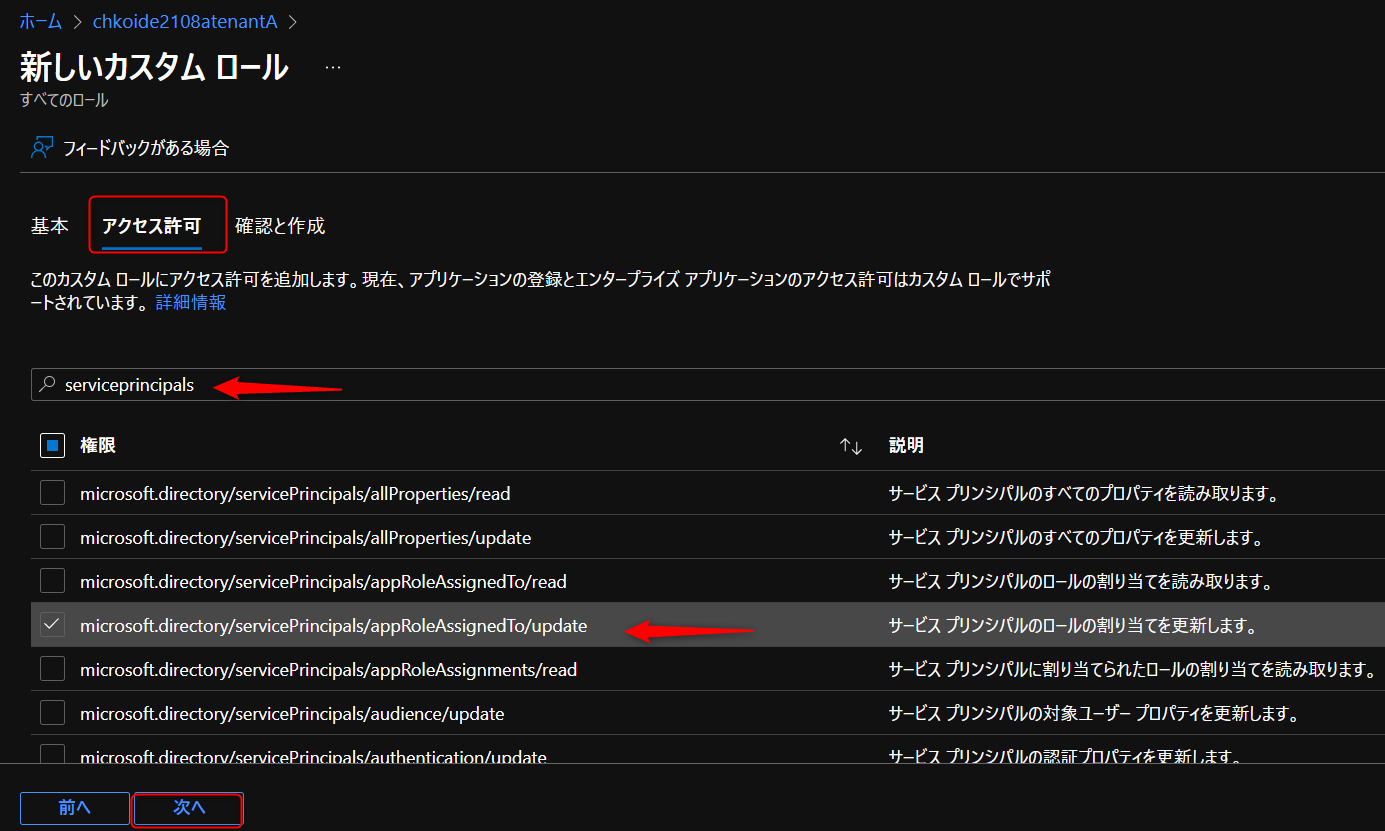 ホーム > chkoide2108atenantA >
新しいカスタム ロール ...
すべてのロール
フィードバックがある場合
基本 アクセス許可 確認と作成
このカスタム ロールにアクセス許可を追加します。現在、アプリケーションの登録とエンタープライズ アプリケーションのアクセス許可はカスタム ロールでサポ
ートされています。 詳細情報
serviceprincipals
権限 ↑↓ 説明
microsoft.directory/servicePrincipals/allProperties/read サービス プリンシパルのすべてのプロパティを読み取ります。
microsoft.directory/servicePrincipals/allProperties/update サービス プリンシパルのすべてのプロパティを更新します。
microsoft.directory/servicePrincipals/appRoleAssignedTo/read サービス プリンシパルのロールの割り当てを読み取ります。
microsoft.directory/servicePrincipals/appRoleAssignedTo/update サービス プリンシパルのロールの割り当てを更新します。
microsoft.directory/servicePrincipals/appRoleAssignments/read サービス プリンシパルに割り当てられたロールの割り当てを読み取ります。
microsoft.directory/servicePrincipals/audience/update サービス プリンシパルの対象ユーザー プロパティを更新します。
microsoft.directory/servicePrincipals/authentication/update サービス プリンシパルの認証プロパティを更新します。
前へ 次へ